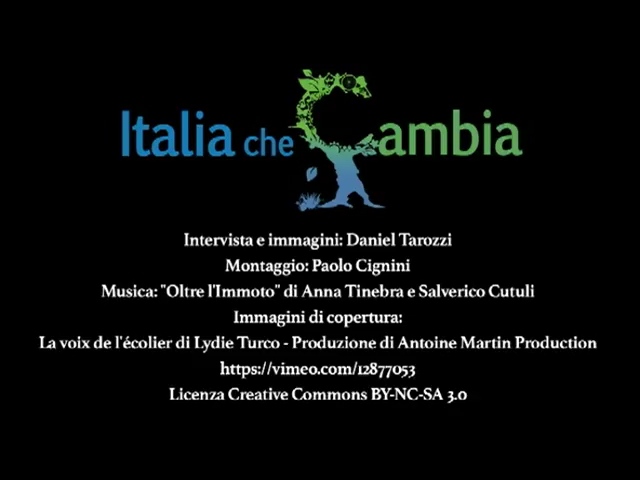 Italia che Cambia
Intervista e immagini: Daniel Tarozzi
Montaggio: Paolo Cignini
Musica: "Oltre l'Immoto" di Anna Tinebra e Salverico Cutuli
Immagini di copertura:
La voix de l'écolier di Lydie Turco - Produzione di Antoine Martin Production
https://vimeo.com/12877053
Licenza Creative Commons BY-NC-SA 3.0